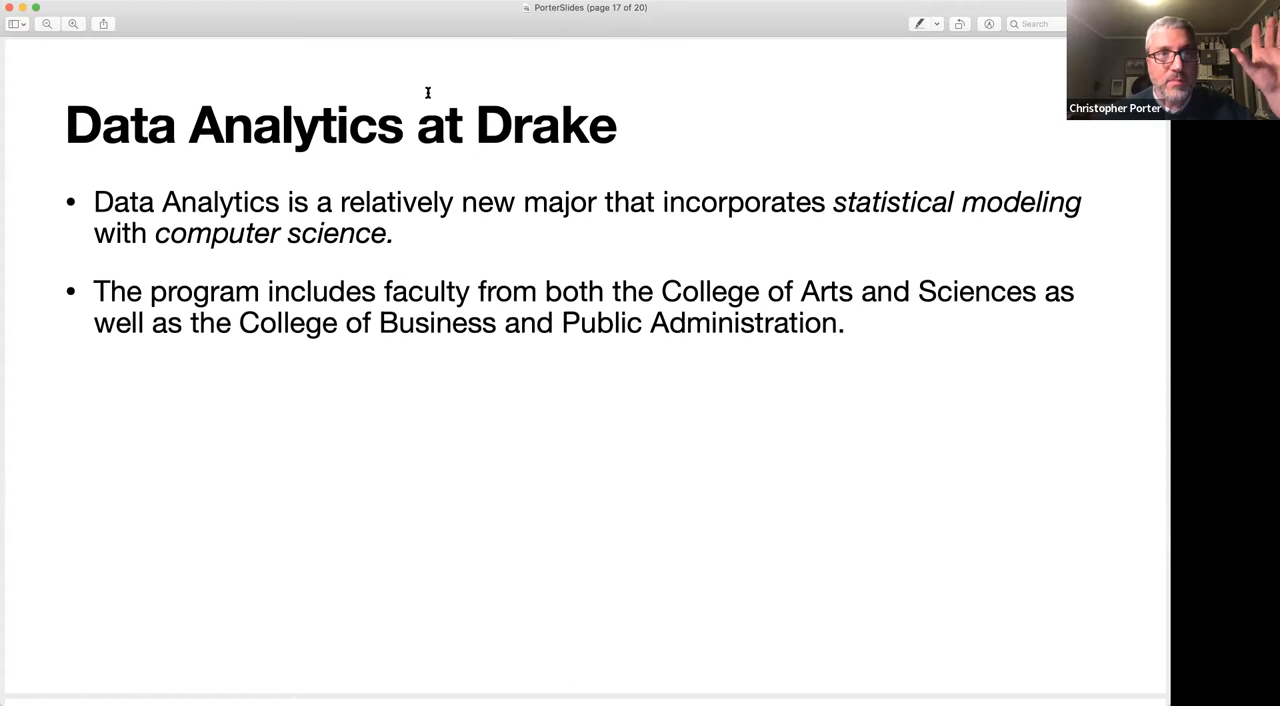 PorterSlides (page 17 of 20)
Search
Christopher Porter
Data Analytics at Drake
• Data Analytics is a relatively new major that incorporates statistical modeling
with computer science.
• The program includes faculty from both the College of Arts and Sciences as
well as the College of Business and Public Administration.